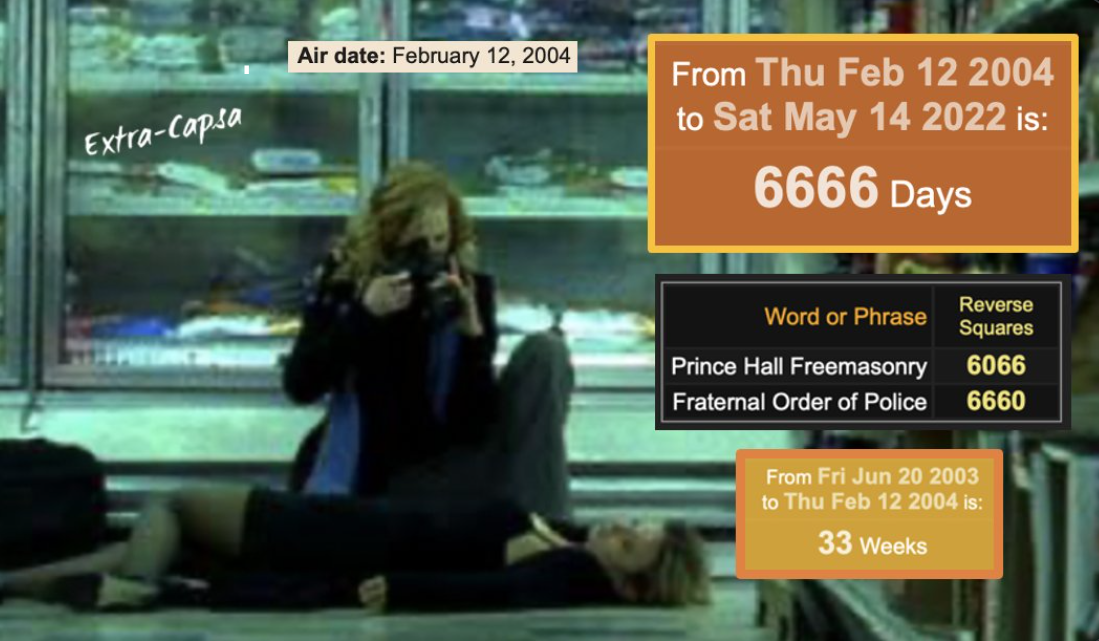 Air date: February 12, 2004
Extra-Capsa
From Thu Feb 12 2004
to Sat May 14 2022 is:
6666 Days
Word or Phrase Reverse Squares
Prince Hall Freemasonry 6066
Fraternal Order of Police 6660
From Fri Jun 20 2003
to Thu Feb 12 2004 is:
33 Weeks